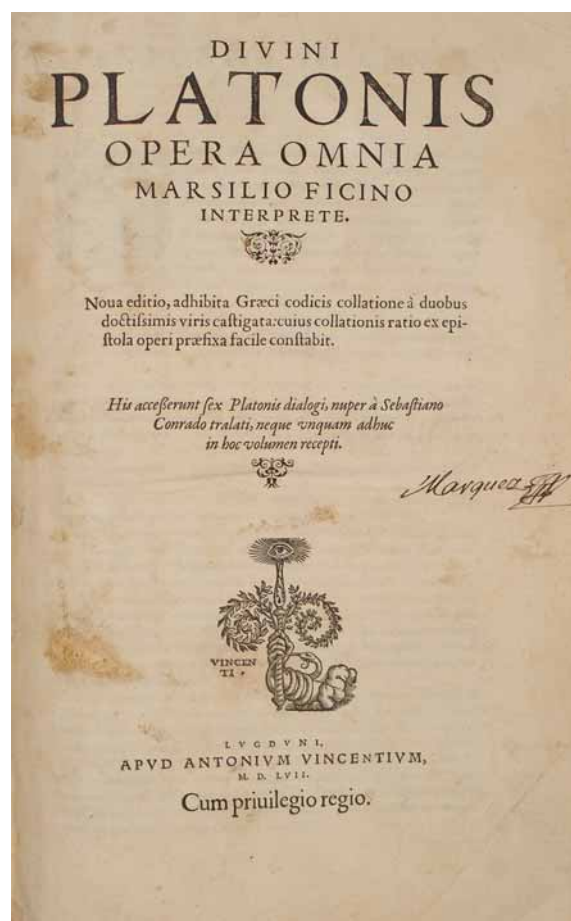 DIVINI
PLATONIS
OPERA OMNIA
MARSILIO FICINO
INTERPRETE.
Noua editio, adhibita Græci codicis collatione à duobus
doctiſsimis viris caſtigata: cuius collationis ratio ex epi-
ſtola operi præfixa facile conſtabit.
His acceßerunt ſex Platonis dialogi, nuper à Sebaſtiano
Conrado tralati, neque vnquam adhuc
in hoc volumen recepti.
Marquez
VINCEN
TI.
LVGDVNI,
APVD ANTONIVM VINCENTIVM,
M. D. LVII.
Cum priuilegio regio.